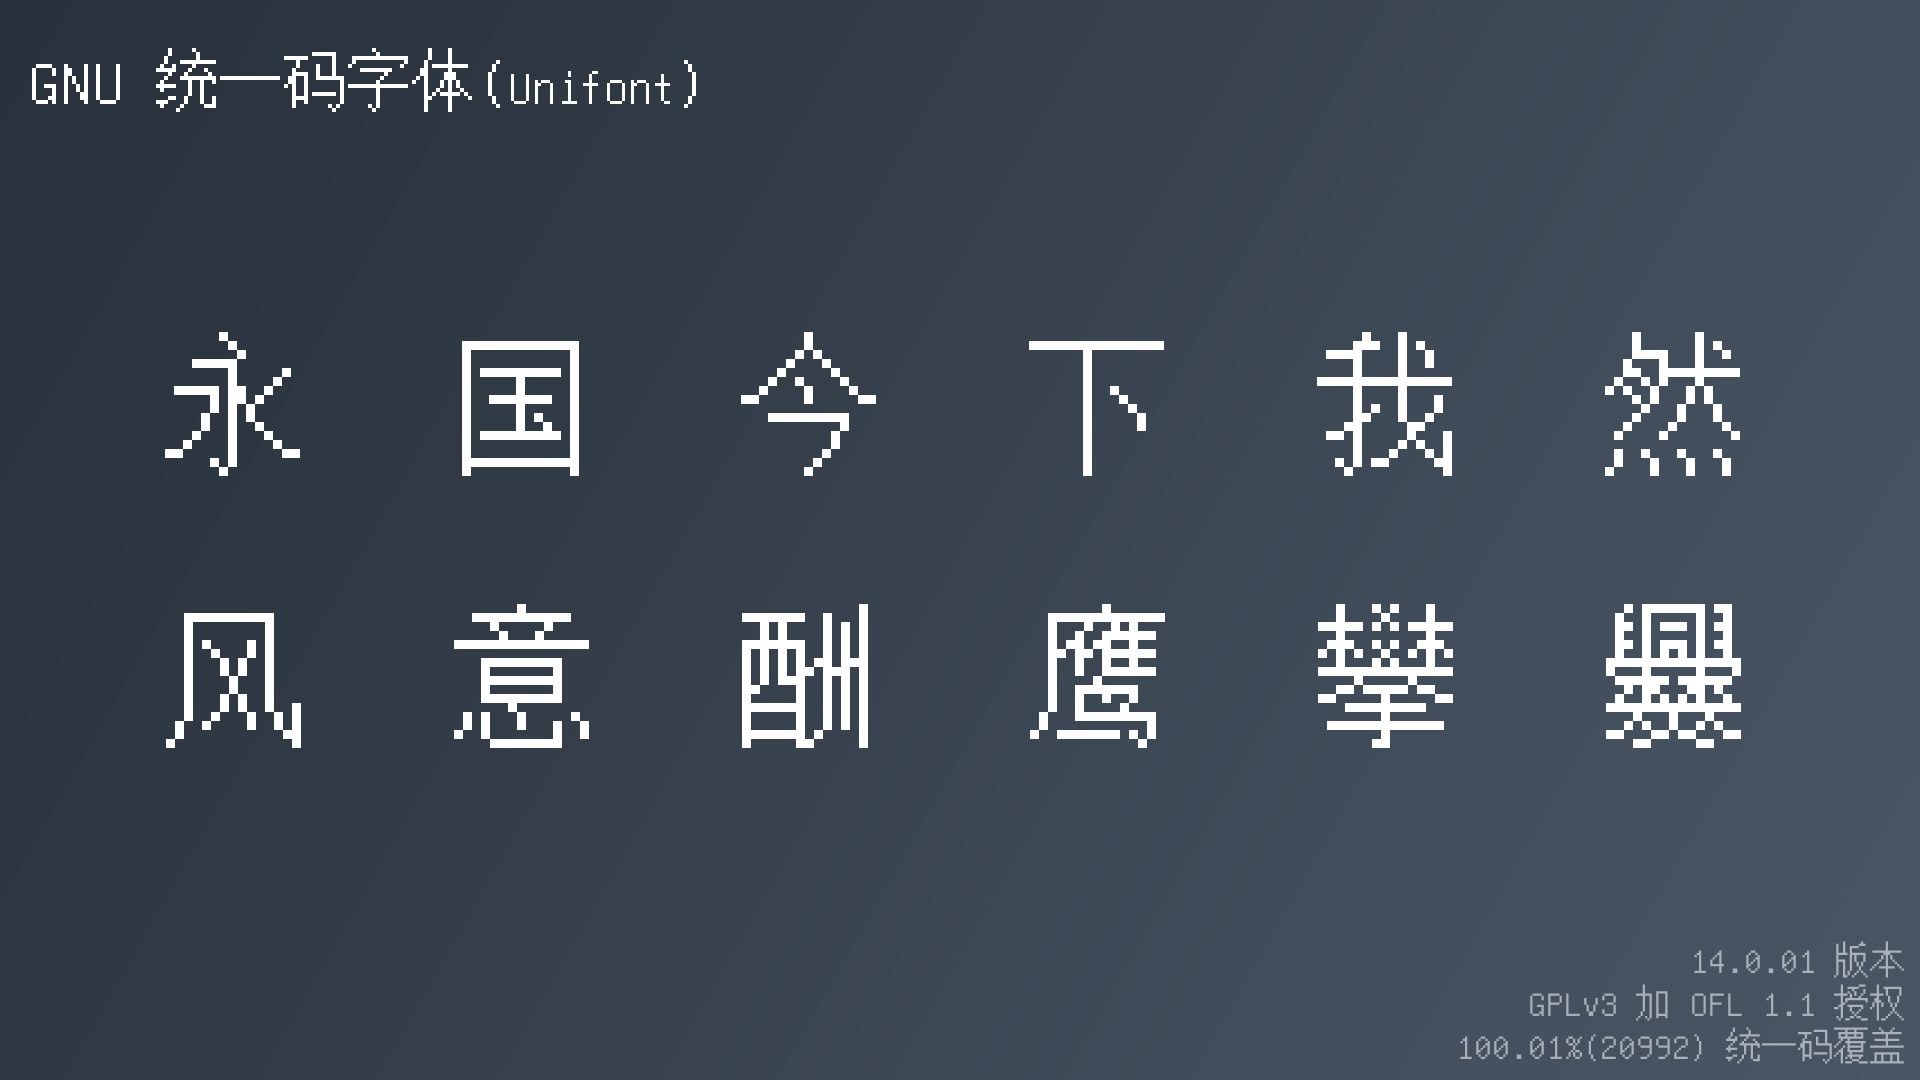 GNU 统一码字体(Unifont)
永 国 今 下 我 然
风 意 酬 鹰 攀 爨
14.0.01 版本
GPLv3 加 OFL 1.1 授权
100.01%(20992) 统一码覆盖